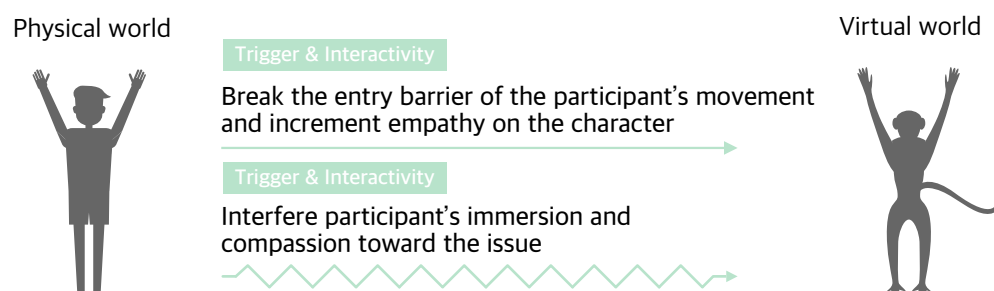 Physical world
Virtual world
Trigger & Interactivity
Break the entry barrier of the participant’s movement
and increment empathy on the character
Trigger & Interactivity
Interfere participant’s immersion and
compassion toward the issue